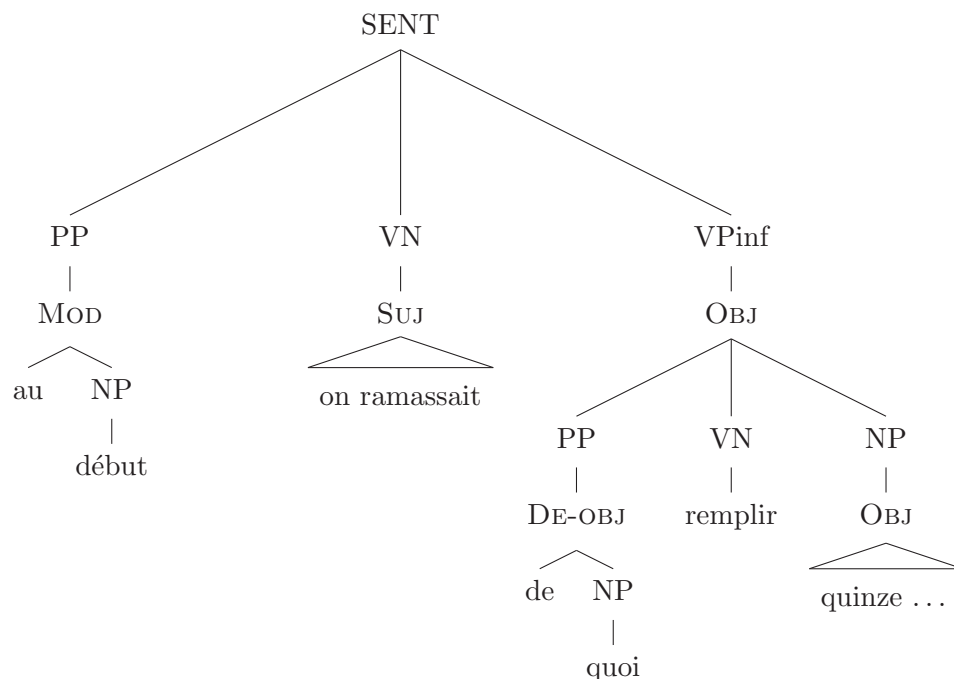 SENT
PP VN VPinf
MOD SUJ OBJ
au NP on ramassait
début PP VN NP
DE-OBJ remplir OBJ
de NP quinze ...
quoi